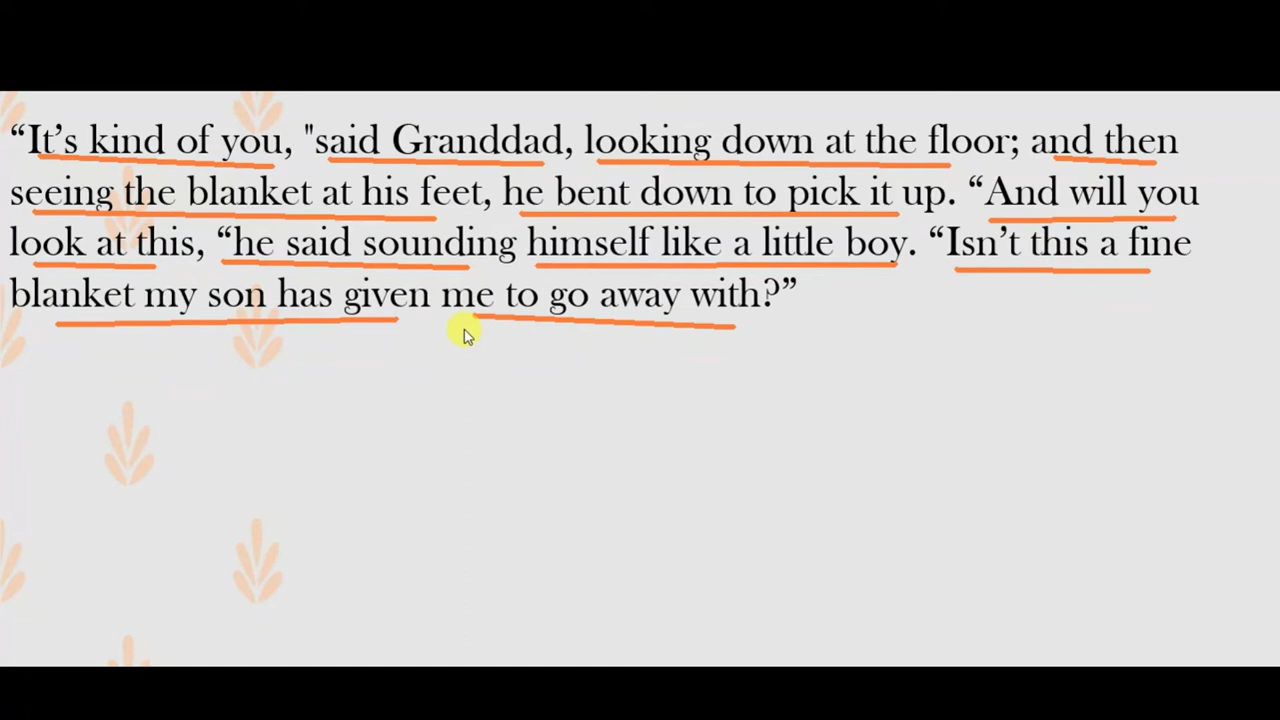 “It’s kind of you, "said Granddad, looking down at the floor; and then
seeing the blanket at his feet, he bent down to pick it up. “And will you
look at this, “he said sounding himself like a little boy. “Isn’t this a fine
blanket my son has given me to go away with?”